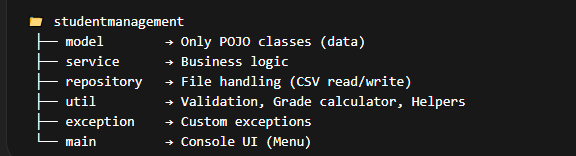 studentmanagement
├── model → Only POJO classes (data)
├── service → Business logic
├── repository → File handling (CSV read/write)
├── util → Validation, Grade calculator, Helpers
├── exception → Custom exceptions
└── main → Console UI (Menu)